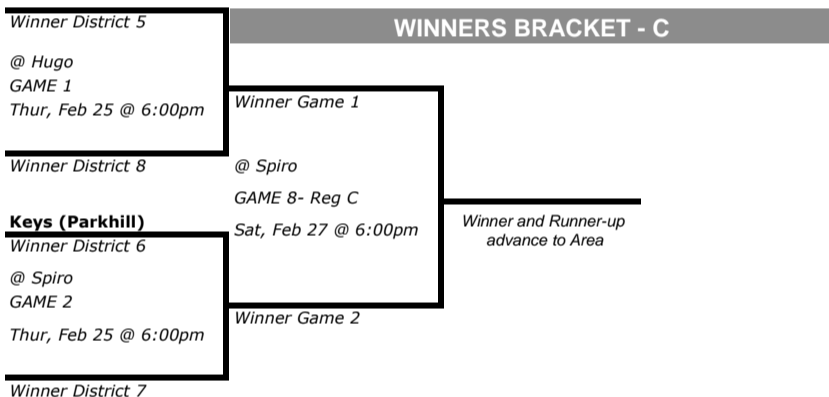 WINNERS BRACKET - C
Winner District 5
@ Hugo
GAME 1
Thur, Feb 25 @ 6:00pm
Winner District 8
Keys (Parkhill)
Winner District 6
@ Spiro
GAME 2
Thur, Feb 25 @ 6:00pm
Winner District 7
Winner Game 1
@ Spiro
GAME 8- Reg C
Sat, Feb 27 @ 6:00pm
Winner Game 2
Winner and Runner-up
advance to Area